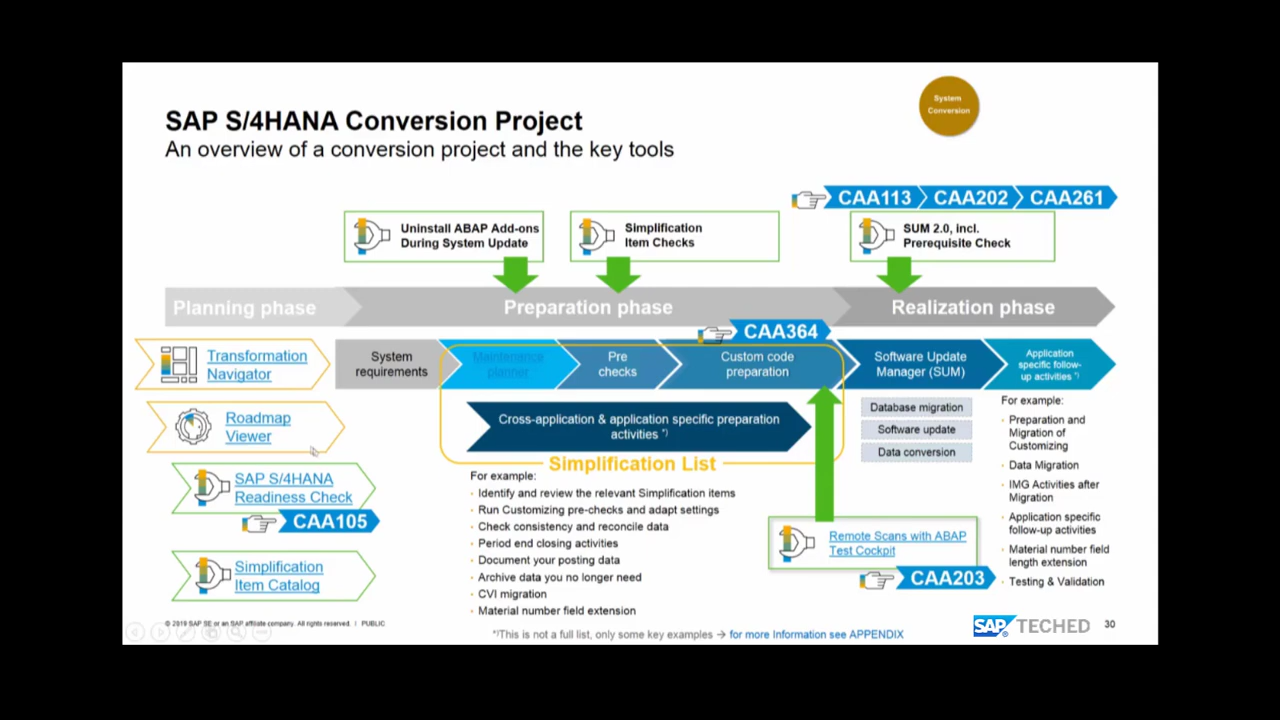 System
Conversion
SAP S/4HANA Conversion Project
An overview of a conversion project and the key tools
CAA113
CAA202
CAA261
Uninstall ABAP Add-ons
During System Update
Simplification
Item Checks
SUM 2.0, incl.
Prerequisite Check
Planning phase
Preparation phase
Realization phase
CAA364
Transformation
Navigator
System
requirements
Maintenance
planner
Pre
checks
Custom code
preparation
Software Update
Manager (SUM)
Application
specific follow-
up activities *)
Roadmap
Viewer
Cross-application & application specific preparation
activities *)
Simplification List
Database migration
Software update
Data conversion
SAP S/4HANA
Readiness Check
CAA105
Simplification
Item Catalog
For example:
· Identify and review the relevant Simplification items
· Run Customizing pre-checks and adapt settings
· Check consistency and reconcile data
· Period end closing activities
· Document your posting data
· Archive data you no longer need
· CVI migration
· Material number field extension
Remote Scans with ABAP
Test Cockpit
CAA203
For example:
· Preparation and
Migration of
Customizing
· Data Migration
· IMG Activities after
Migration
· Application specific
follow-up activities
· Material number field
length extension
· Testing & Validation
© 2019 SAP SE or an SAP affiliate company. All rights reserved. | PUBLIC
*)This is not a full list, only some key examples → for more Information see APPENDIX
SAP TECHED
30